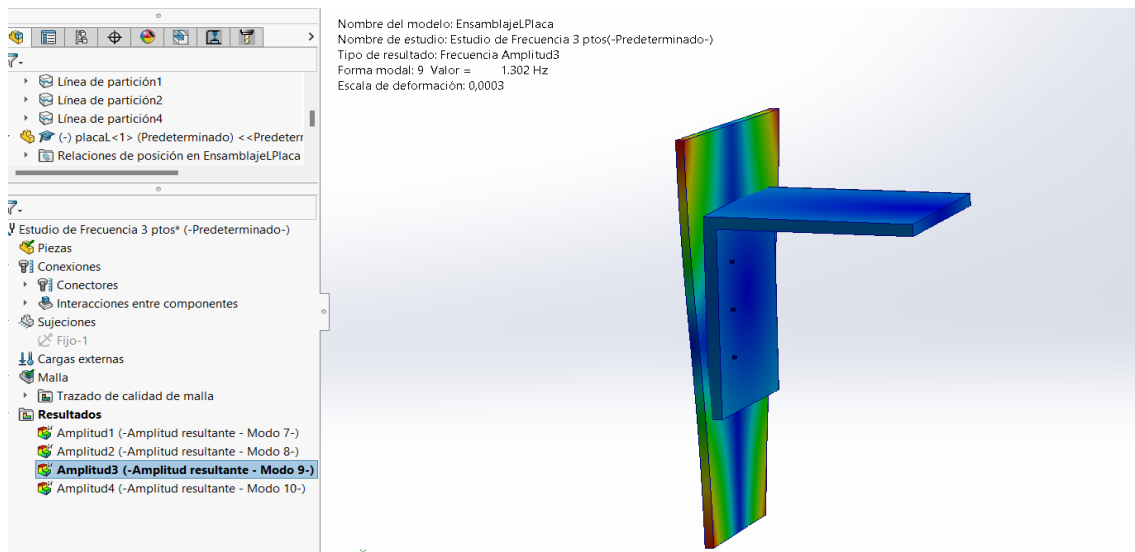 Nombre del modelo: EnsamblajeLPlaca
Nombre de estudio: Estudio de Frecuencia 3 ptos(-Predeterminado-)
Tipo de resultado: Frecuencia Amplitud3
Forma modal: 9 Valor = 1.302 Hz
Escala de deformación: 0,0003
Línea de partición1
Línea de partición2
Línea de partición4
(-) placaL<1> (Predeterminado) <<Predeterr
Relaciones de posición en EnsamblajeLPlaca
Estudio de Frecuencia 3 ptos* (-Predeterminado-)
Piezas
Conexiones
Conectores
Interacciones entre componentes
Sujeciones
Fijo-1
Cargas externas
Malla
Trazado de calidad de malla
Resultados
Amplitud1 (-Amplitud resultante - Modo 7-)
Amplitud2 (-Amplitud resultante - Modo 8-)
Amplitud3 (-Amplitud resultante - Modo 9-)
Amplitud4 (-Amplitud resultante - Modo 10-)